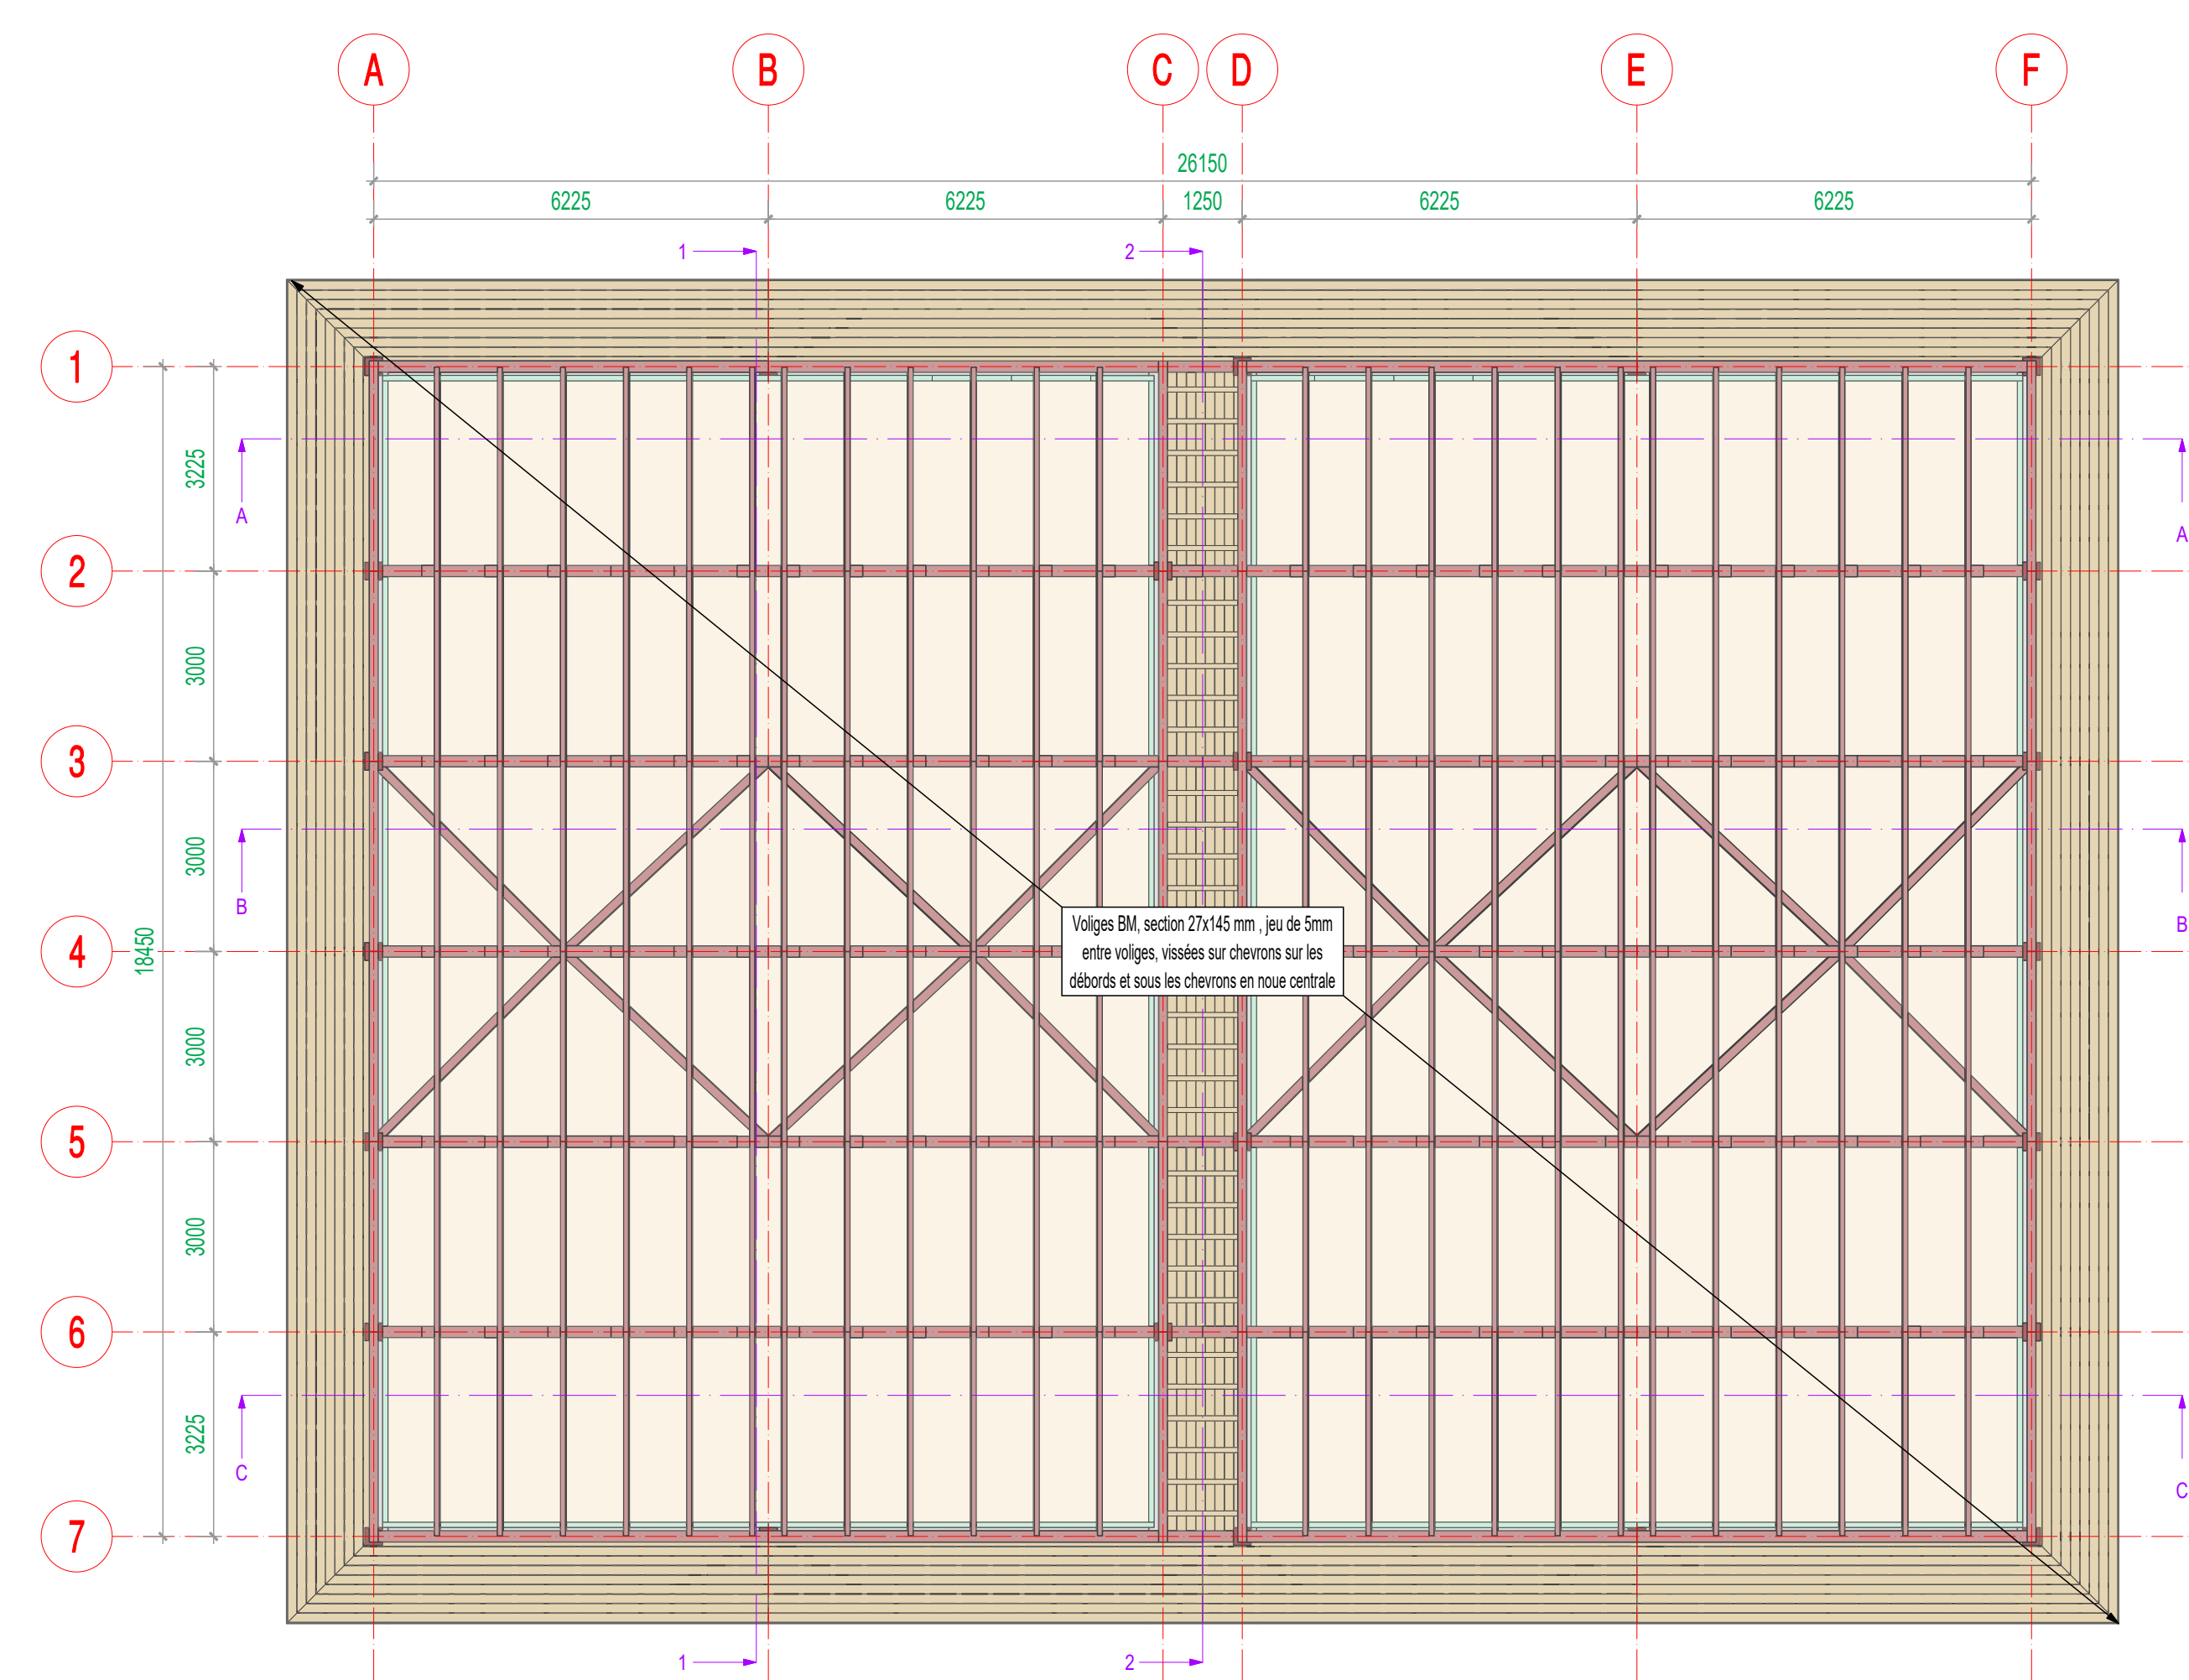 A B C D E F
26150
6225 6225 1250 6225 6225
1 2
1
3225
A A
2
3000
3
3000
B B
4
18450
Voliges BM, section 27x145 mm , jeu de 5mm
entre voliges, vissées sur chevrons sur les
débords et sous les chevrons en noue centrale
3000
5
3000
6
3225
C C
7
1 2